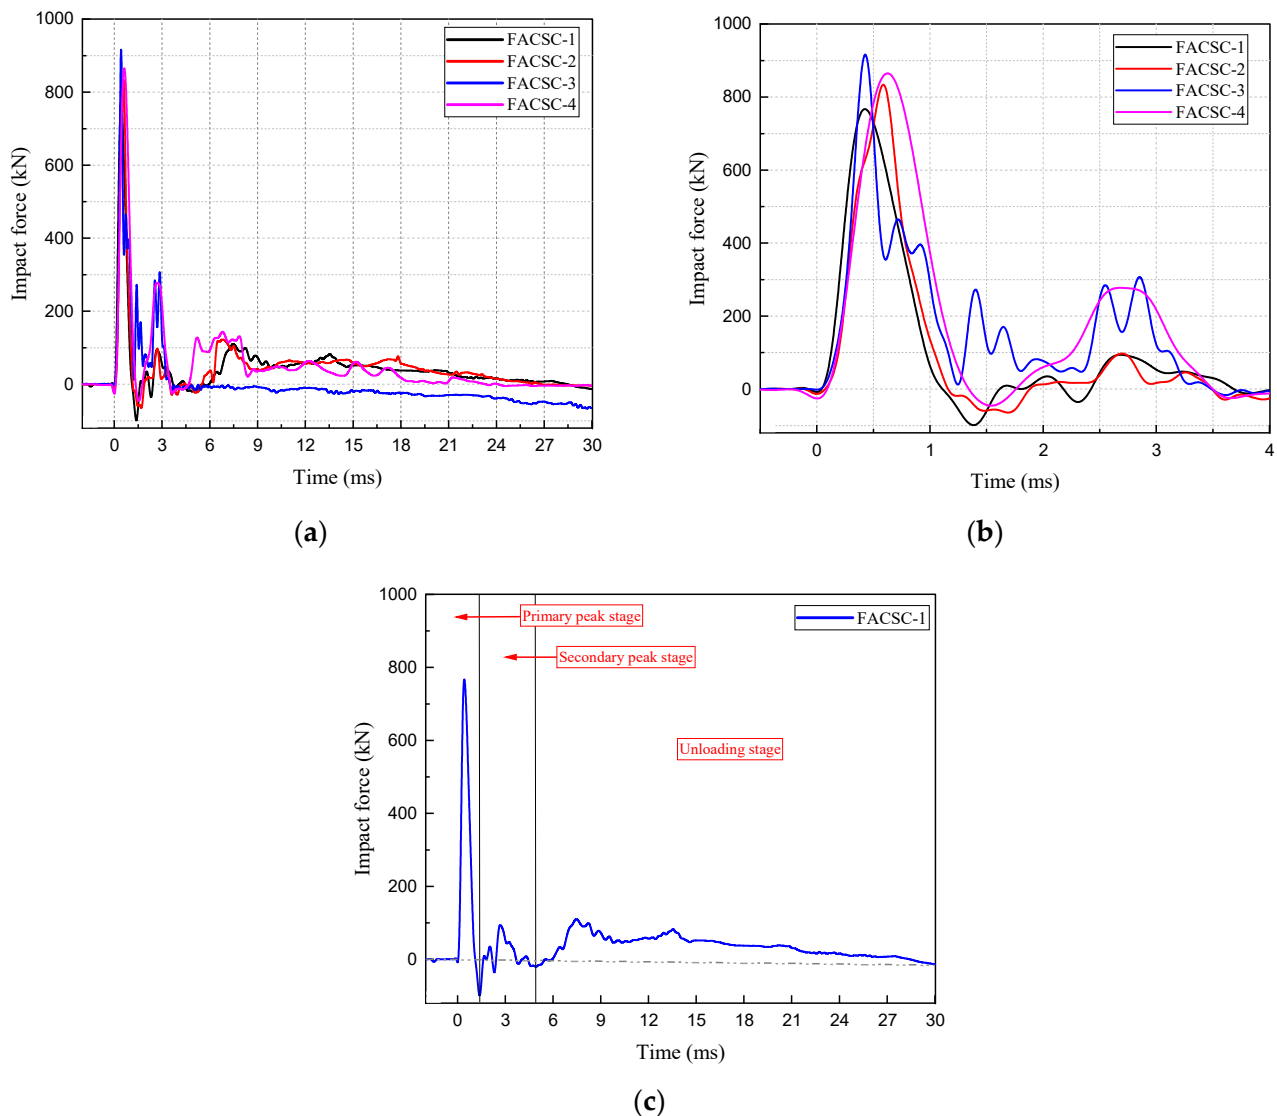 1000
800
600
400
200
0
Impact force (kN)
FACSC-1
FACSC-2
FACSC-3
FACSC-4
0 3 6 9 12 15 18 21 24 27 30
Time (ms)
(a)
1000
800
600
400
200
0
Impact force (kN)
FACSC-1
FACSC-2
FACSC-3
FACSC-4
0 1 2 3 4
Time (ms)
(b)
1000
800
600
400
200
0
Impact force (kN)
Primary peak stage
FACSC-1
Secondary peak stage
Unloading stage
0 3 6 9 12 15 18 21 24 27 30
Time (ms)
(c)